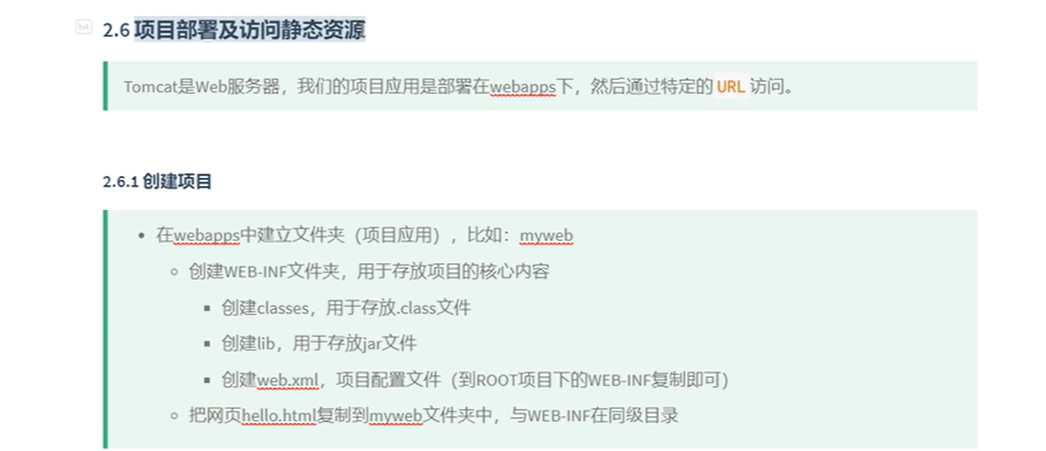 2.6 项目部署及访问静态资源
Tomcat是Web服务器，我们的项目应用是部署在webapps下，然后通过特定的 URL 访问。
2.6.1 创建项目
• 在webapps中建立文件夹（项目应用），比如：myweb
◦ 创建WEB-INF文件夹，用于存放项目的核心内容
▪ 创建classes，用于存放.class文件
▪ 创建lib，用于存放jar文件
▪ 创建web.xml，项目配置文件（到ROOT项目下的WEB-INF复制即可）
◦ 把网页hello.html复制到myweb文件夹中，与WEB-INF在同级目录